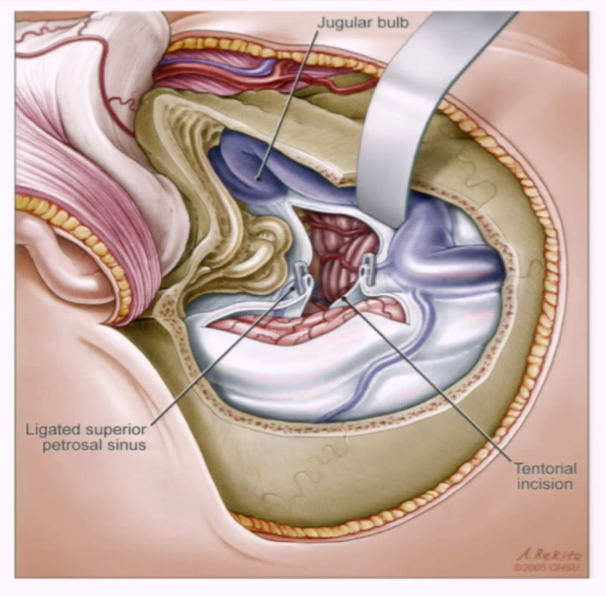 Jugular bulb
Ligated superior
petrosal sinus
Tentorial
incision
A. Rekito
©2005 OHSU